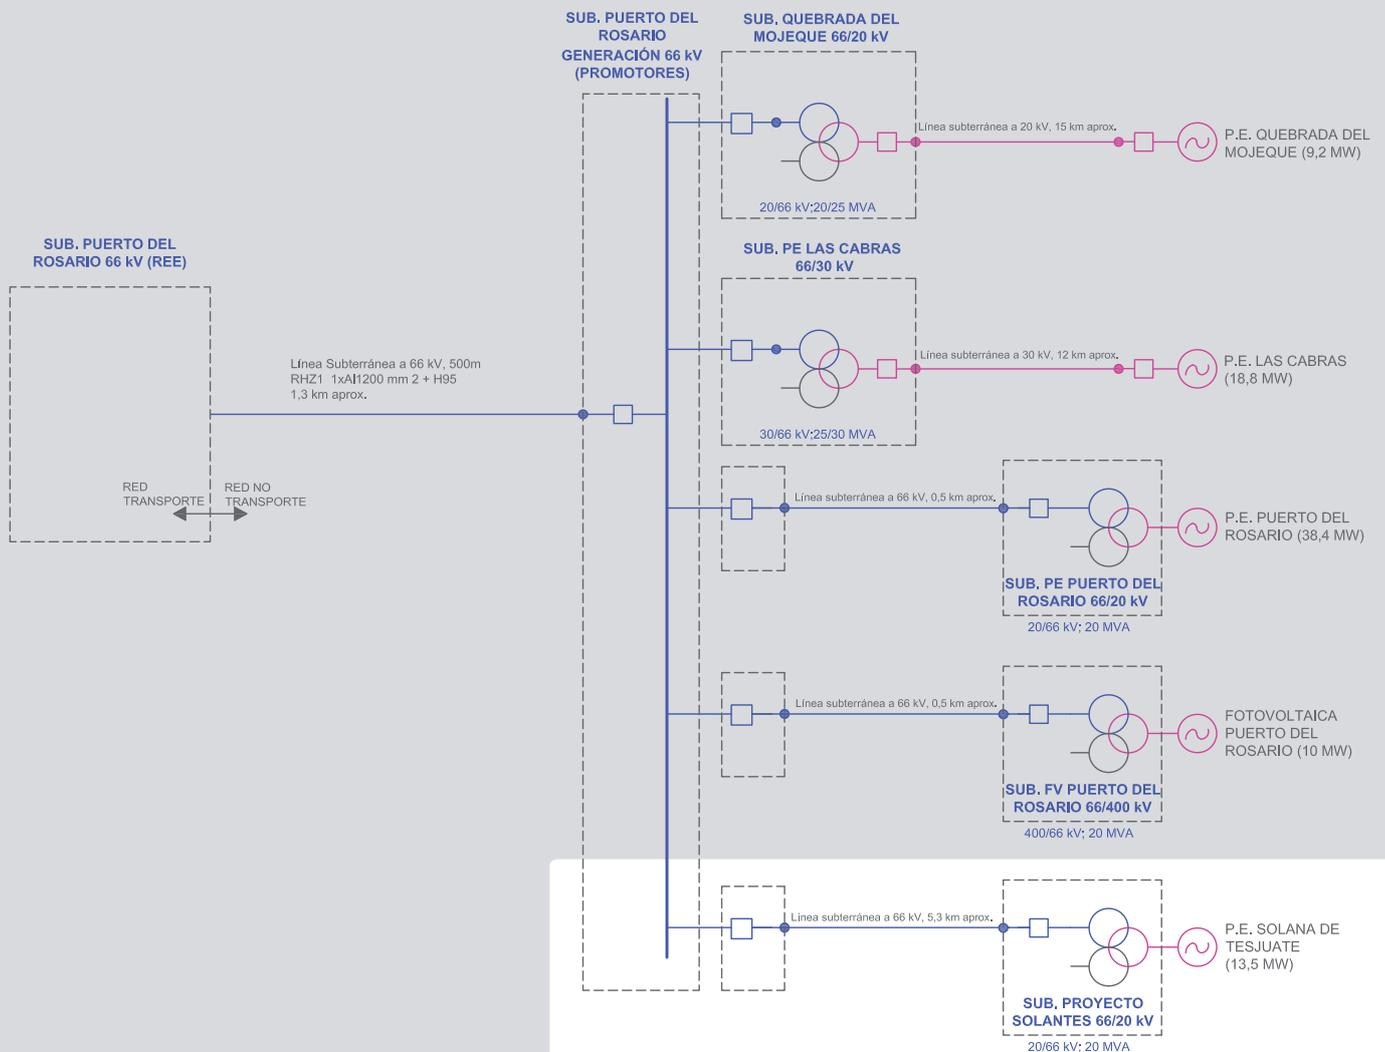 SUB. PUERTO DEL
ROSARIO
GENERACIÓN 66 kV
(PROMOTORES)
SUB. QUEBRADA DEL
MOJEQUE 66/20 kV
Línea subterránea a 20 kV, 15 km aprox.
P.E. QUEBRADA DEL
MOJEQUE (9,2 MW)
20/66 kV;20/25 MVA
SUB. PUERTO DEL
ROSARIO 66 kV (REE)
SUB. PE LAS CABRAS
66/30 kV
Línea Subterránea a 66 kV, 500m
RHZ1 1xAl1200 mm 2 + H95
1,3 km aprox.
Línea subterránea a 30 kV, 12 km aprox.
P.E. LAS CABRAS
(18,8 MW)
30/66 kV;25/30 MVA
RED
TRANSPORTE
RED NO
TRANSPORTE
Línea subterránea a 66 kV, 0,5 km aprox.
P.E. PUERTO DEL
ROSARIO (38,4 MW)
SUB. PE PUERTO DEL
ROSARIO 66/20 kV
20/66 kV; 20 MVA
Línea subterránea a 66 kV, 0,5 km aprox.
FOTOVOLTAICA
PUERTO DEL
ROSARIO (10 MW)
SUB. FV PUERTO DEL
ROSARIO 66/400 kV
400/66 kV; 20 MVA
Línea subterránea a 66 kV, 5,3 km aprox.
P.E. SOLANA DE
TESJUATE
(13,5 MW)
SUB. PROYECTO
SOLANTES 66/20 kV
20/66 kV; 20 MVA